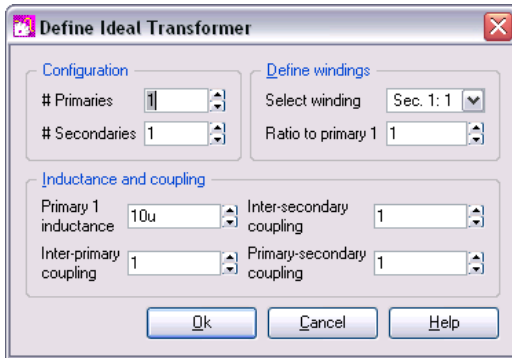 Define Ideal Transformer
Configuration
# Primaries 1
# Secondaries 1
Define windings
Select winding Sec. 1: 1
Ratio to primary 1 1
Inductance and coupling
Primary 1 inductance 10u
Inter-secondary coupling 1
Inter-primary coupling 1
Primary-secondary coupling 1
Ok Cancel Help